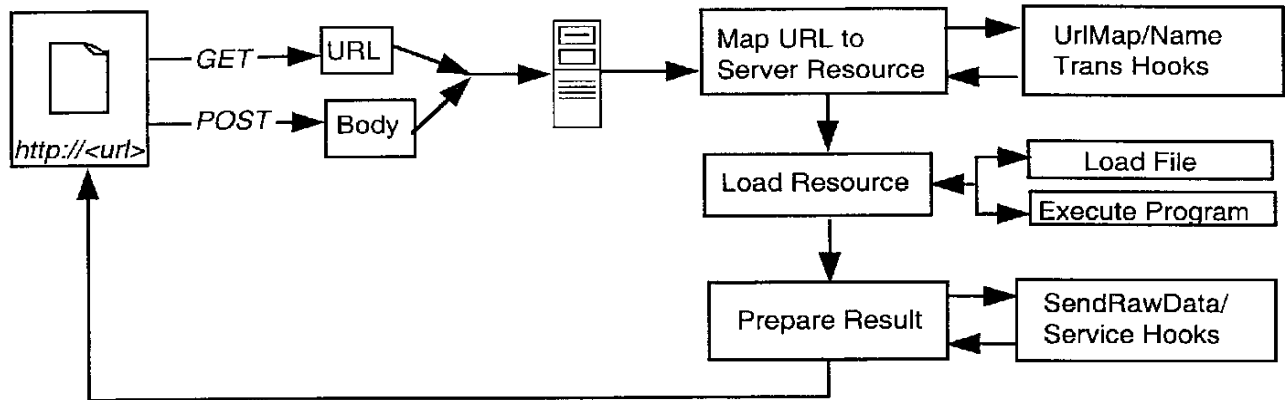 GET
URL
POST
Body
http://<url>
Map URL to
Server Resource
UrlMap/Name
Trans Hooks
Load Resource
Load File
Execute Program
Prepare Result
SendRawData/
Service Hooks